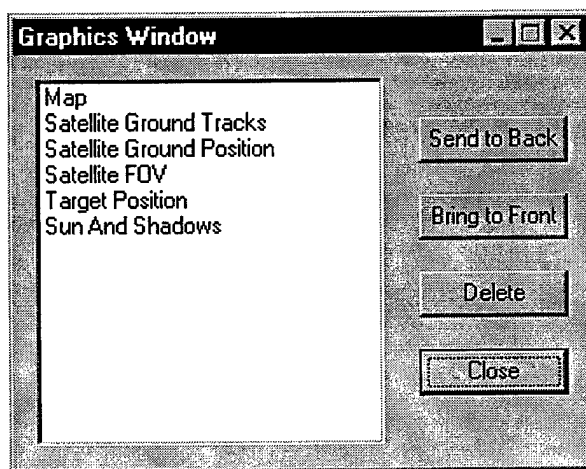 Graphics Window
Map
Satellite Ground Tracks
Satellite Ground Position
Satellite FOV
Target Position
Sun And Shadows
Send to Back
Bring to Front
Delete
Close